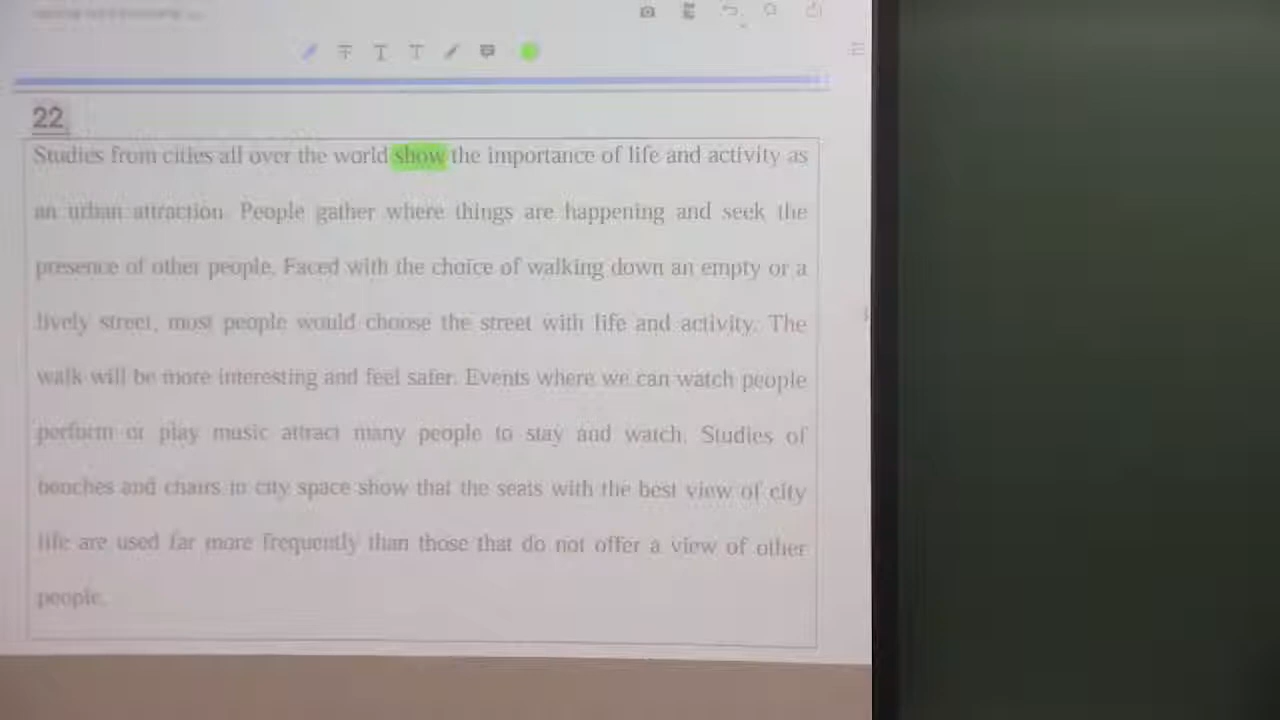 22
Studies from cities all over the world show the importance of life and activity as
an urban attraction. People gather where things are happening and seek the
presence of other people. Faced with the choice of walking down an empty or a
lively street, most people would choose the street with life and activity. The
walk will be more interesting and feel safer. Events where we can watch people
perform or play music attract many people to stay and watch. Studies of
benches and chairs in city space show that the seats with the best view of city
life are used far more frequently than those that do not offer a view of other
people.